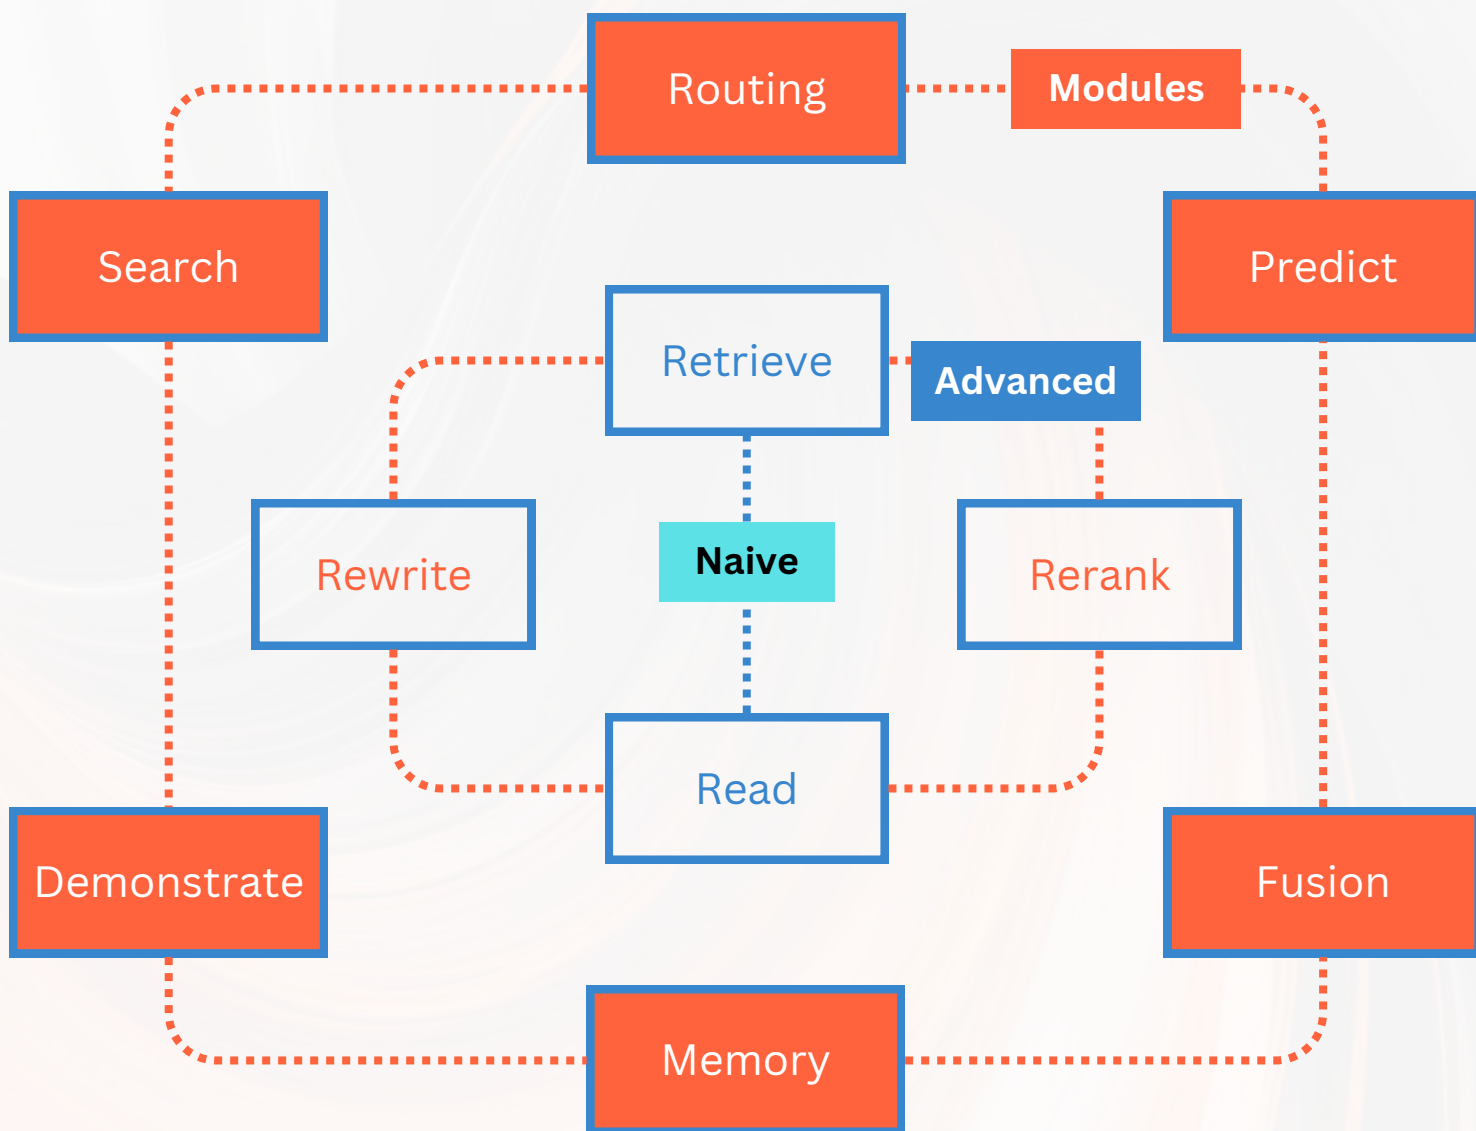 Routing
Modules
Search
Predict
Retrieve
Advanced
Naive
Rewrite
Rerank
Read
Demonstrate
Fusion
Memory